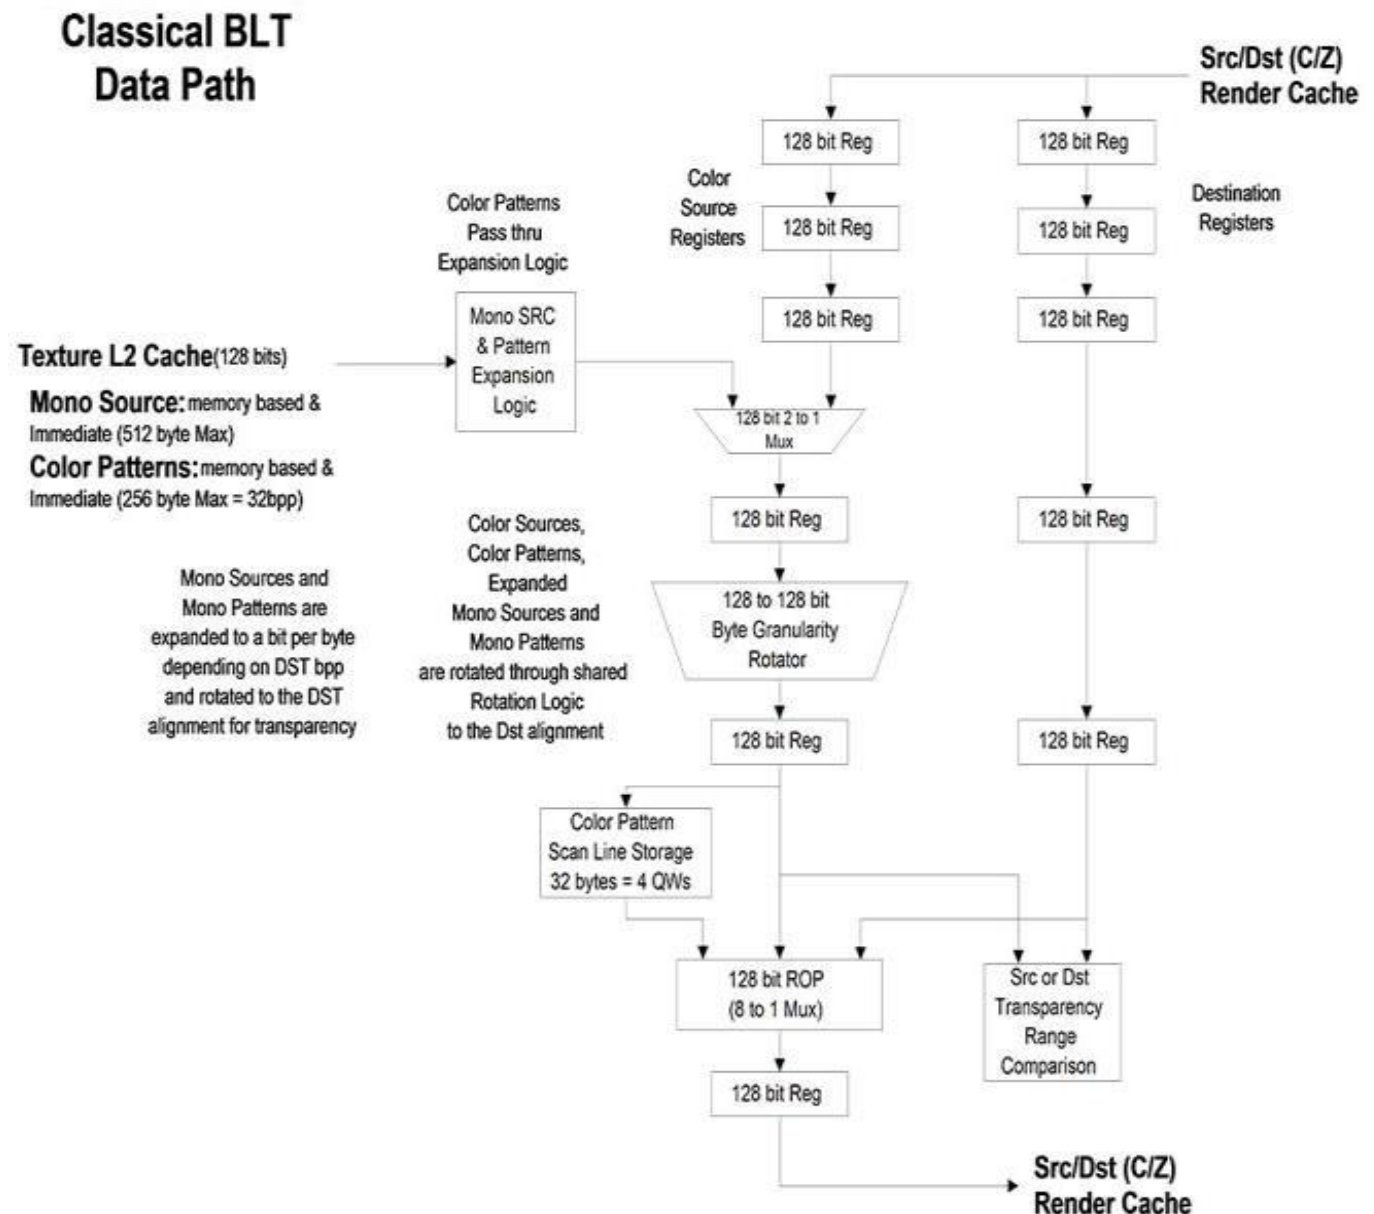 Classical BLT
Data Path
Src/Dst (C/Z)
Render Cache
128 bit Reg
128 bit Reg
Color
Source
Registers
128 bit Reg
128 bit Reg
Destination
Registers
Color Patterns
Pass thru
Expansion Logic
128 bit Reg
128 bit Reg
Mono SRC
& Pattern
Expansion
Logic
Texture L2 Cache(128 bits)
Mono Source: memory based &
Immediate (512 byte Max)
Color Patterns: memory based &
Immediate (256 byte Max = 32bpp)
128 bit 2 to 1
Mux
128 bit Reg
128 bit Reg
Color Sources,
Color Patterns,
Expanded
Mono Sources and
Mono Patterns
are rotated through shared
Rotation Logic
to the Dst alignment
Mono Sources and
Mono Patterns are
expanded to a bit per byte
depending on DST bpp
and rotated to the DST
alignment for transparency
128 to 128 bit
Byte Granularity
Rotator
128 bit Reg
128 bit Reg
Color Pattern
Scan Line Storage
32 bytes = 4 QWs
128 bit ROP
(8 to 1 Mux)
Src or Dst
Transparency
Range
Comparison
128 bit Reg
Src/Dst (C/Z)
Render Cache